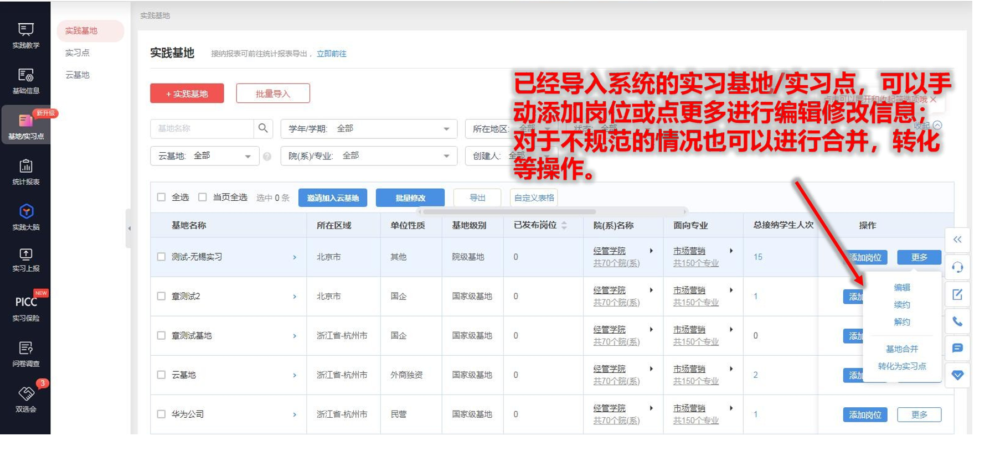 实践教学
基础信息
新升级
基地/实习点
统计报表
实践大脑
实习上报
NEW
PICC
实习保险
问卷调查
3
双选会
实践基地
实习点
云基地
实践基地
实践基地 接纳报表可前往统计报表导出， 立即前往
已经导入系统的实习基地/实习点，可以手
动添加岗位或点更多进行编辑修改信息；
对于不规范的情况也可以进行合并，转化
等操作。
+ 实践基地 批量导入
点击可以展开和收起筛选项哦 ×
基地名称 学年/学期: 全部 所在地区: 全部 状态: 全部 收起
云基地: 全部 院(系)/专业: 全部 创建人: 全部
全选 当页全选 选中 0 条 邀请加入云基地 批量修改 导出 自定义表格
基地名称 所在区域 单位性质 基地级别 已发布岗位 院(系)名称 面向专业 总接纳学生人次 操作
测试-无锡实习 北京市 其他 院级基地 0 经管学院 市场营销 15 添加岗位 更多
共70个院(系) 共150个专业
章测试2 北京市 国企 国家级基地 0 经管学院 市场营销 1 添加
共70个院(系) 共150个专业
章测试基地 浙江省-杭州市 国企 国家级基地 0 经管学院 市场营销 0 添加
共70个院(系) 共150个专业
云基地 浙江省-杭州市 外商独资 国家级基地 0 经管学院 市场营销 2 添加
共70个院(系) 共150个专业
华为公司 浙江省-杭州市 民营 国家级基地 0 经管学院 市场营销 1 添加岗位 更多
共70个院(系) 共150个专业
编辑
续约
解约
基地合并
转化为实习点